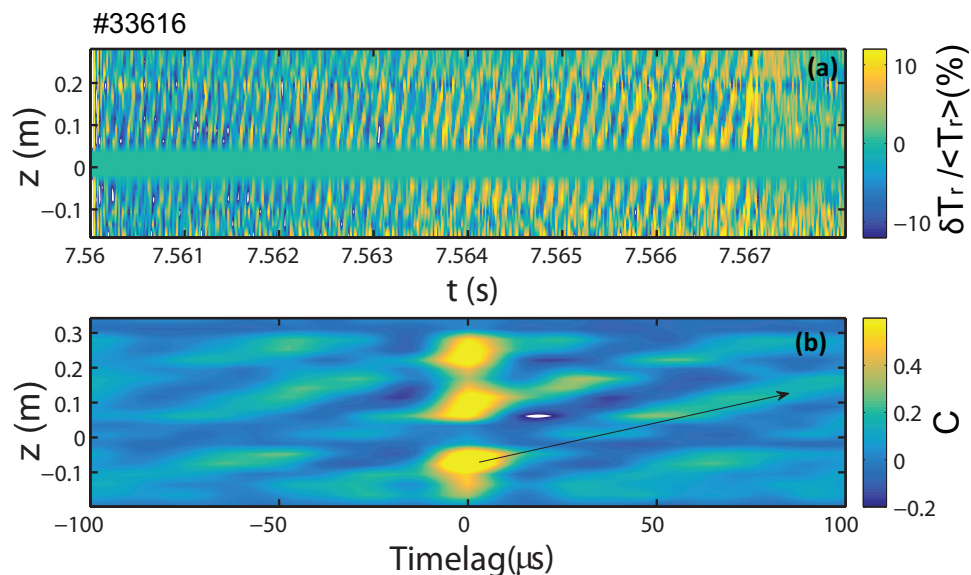 #33616
(a)
z (m)
0.2
0.1
0
−0.1
7.56 7.561 7.562 7.563 7.564 7.565 7.566 7.567
t (s)
10
0
−10
δTr /<Tr>(%)
(b)
z (m)
0.3
0.2
0.1
0
−0.1
−100 −50 0 50 100
Timelag(μs)
0.4
0.2
0
−0.2
C